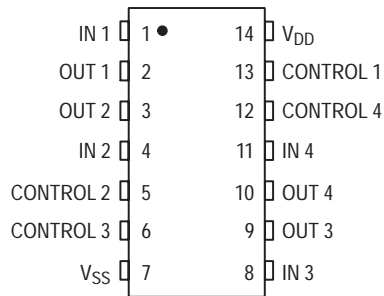 IN 1 1 14 V_DD
OUT 1 2 13 CONTROL 1
OUT 2 3 12 CONTROL 4
IN 2 4 11 IN 4
CONTROL 2 5 10 OUT 4
CONTROL 3 6 9 OUT 3
V_SS 7 8 IN 3